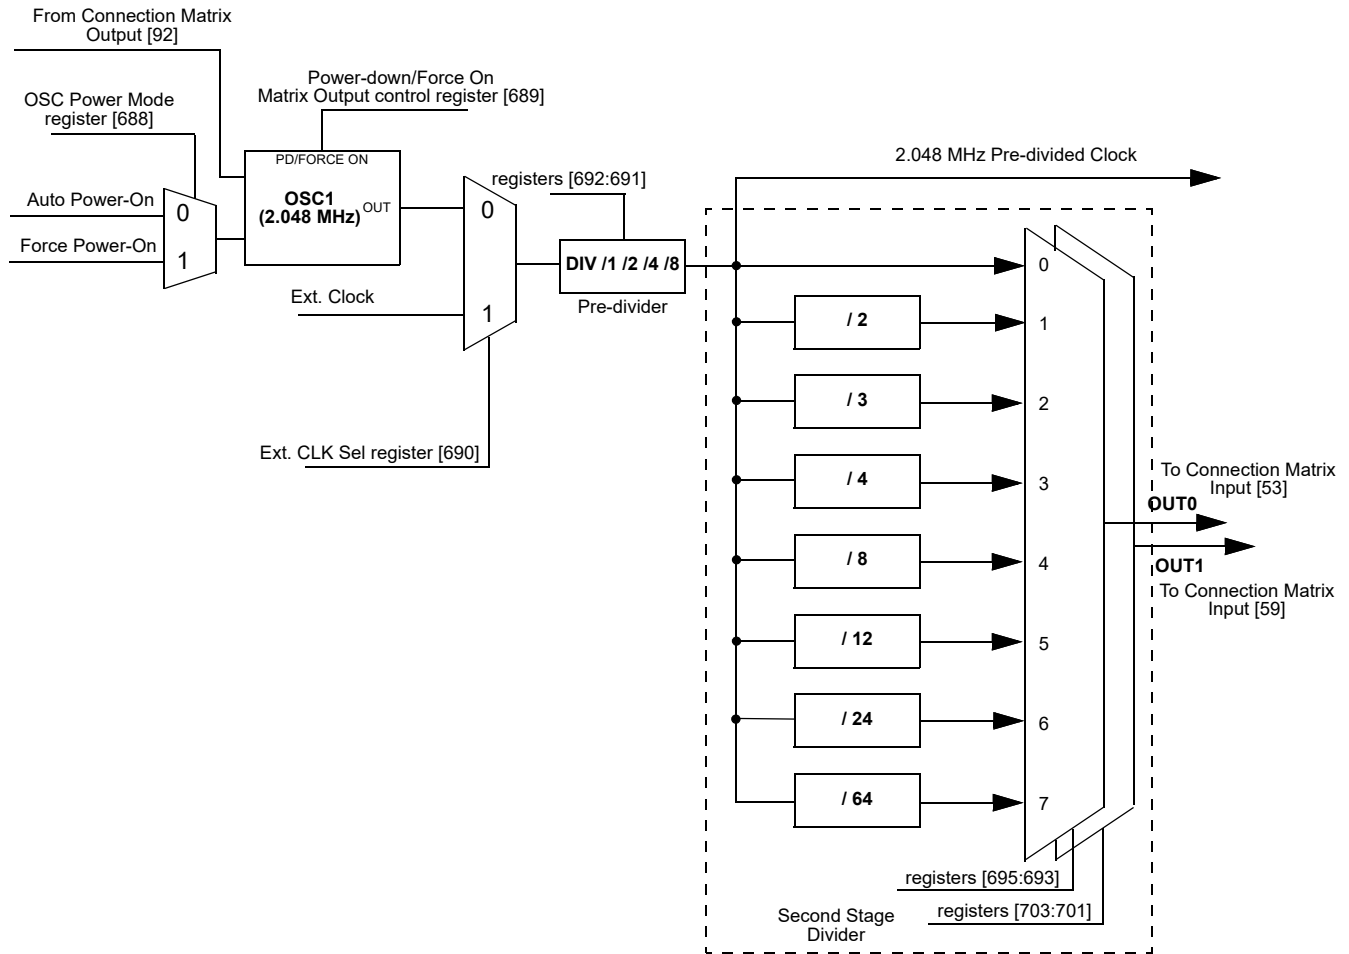 From Connection Matrix
Output [92]
Power-down/Force On
Matrix Output control register [689]
OSC Power Mode
register [688]
PD/FORCE ON
OSC1
(2.048 MHz)
OUT
Auto Power-On
Force Power-On
0
1
0
1
Ext. Clock
Ext. CLK Sel register [690]
registers [692:691]
DIV /1 /2 /4 /8
Pre-divider
2.048 MHz Pre-divided Clock
0
/ 2
1
/ 3
2
/ 4
3
/ 8
4
/ 12
5
/ 24
6
/ 64
7
To Connection Matrix
Input [53]
OUT0
OUT1
To Connection Matrix
Input [59]
registers [695:693]
registers [703:701]
Second Stage
Divider